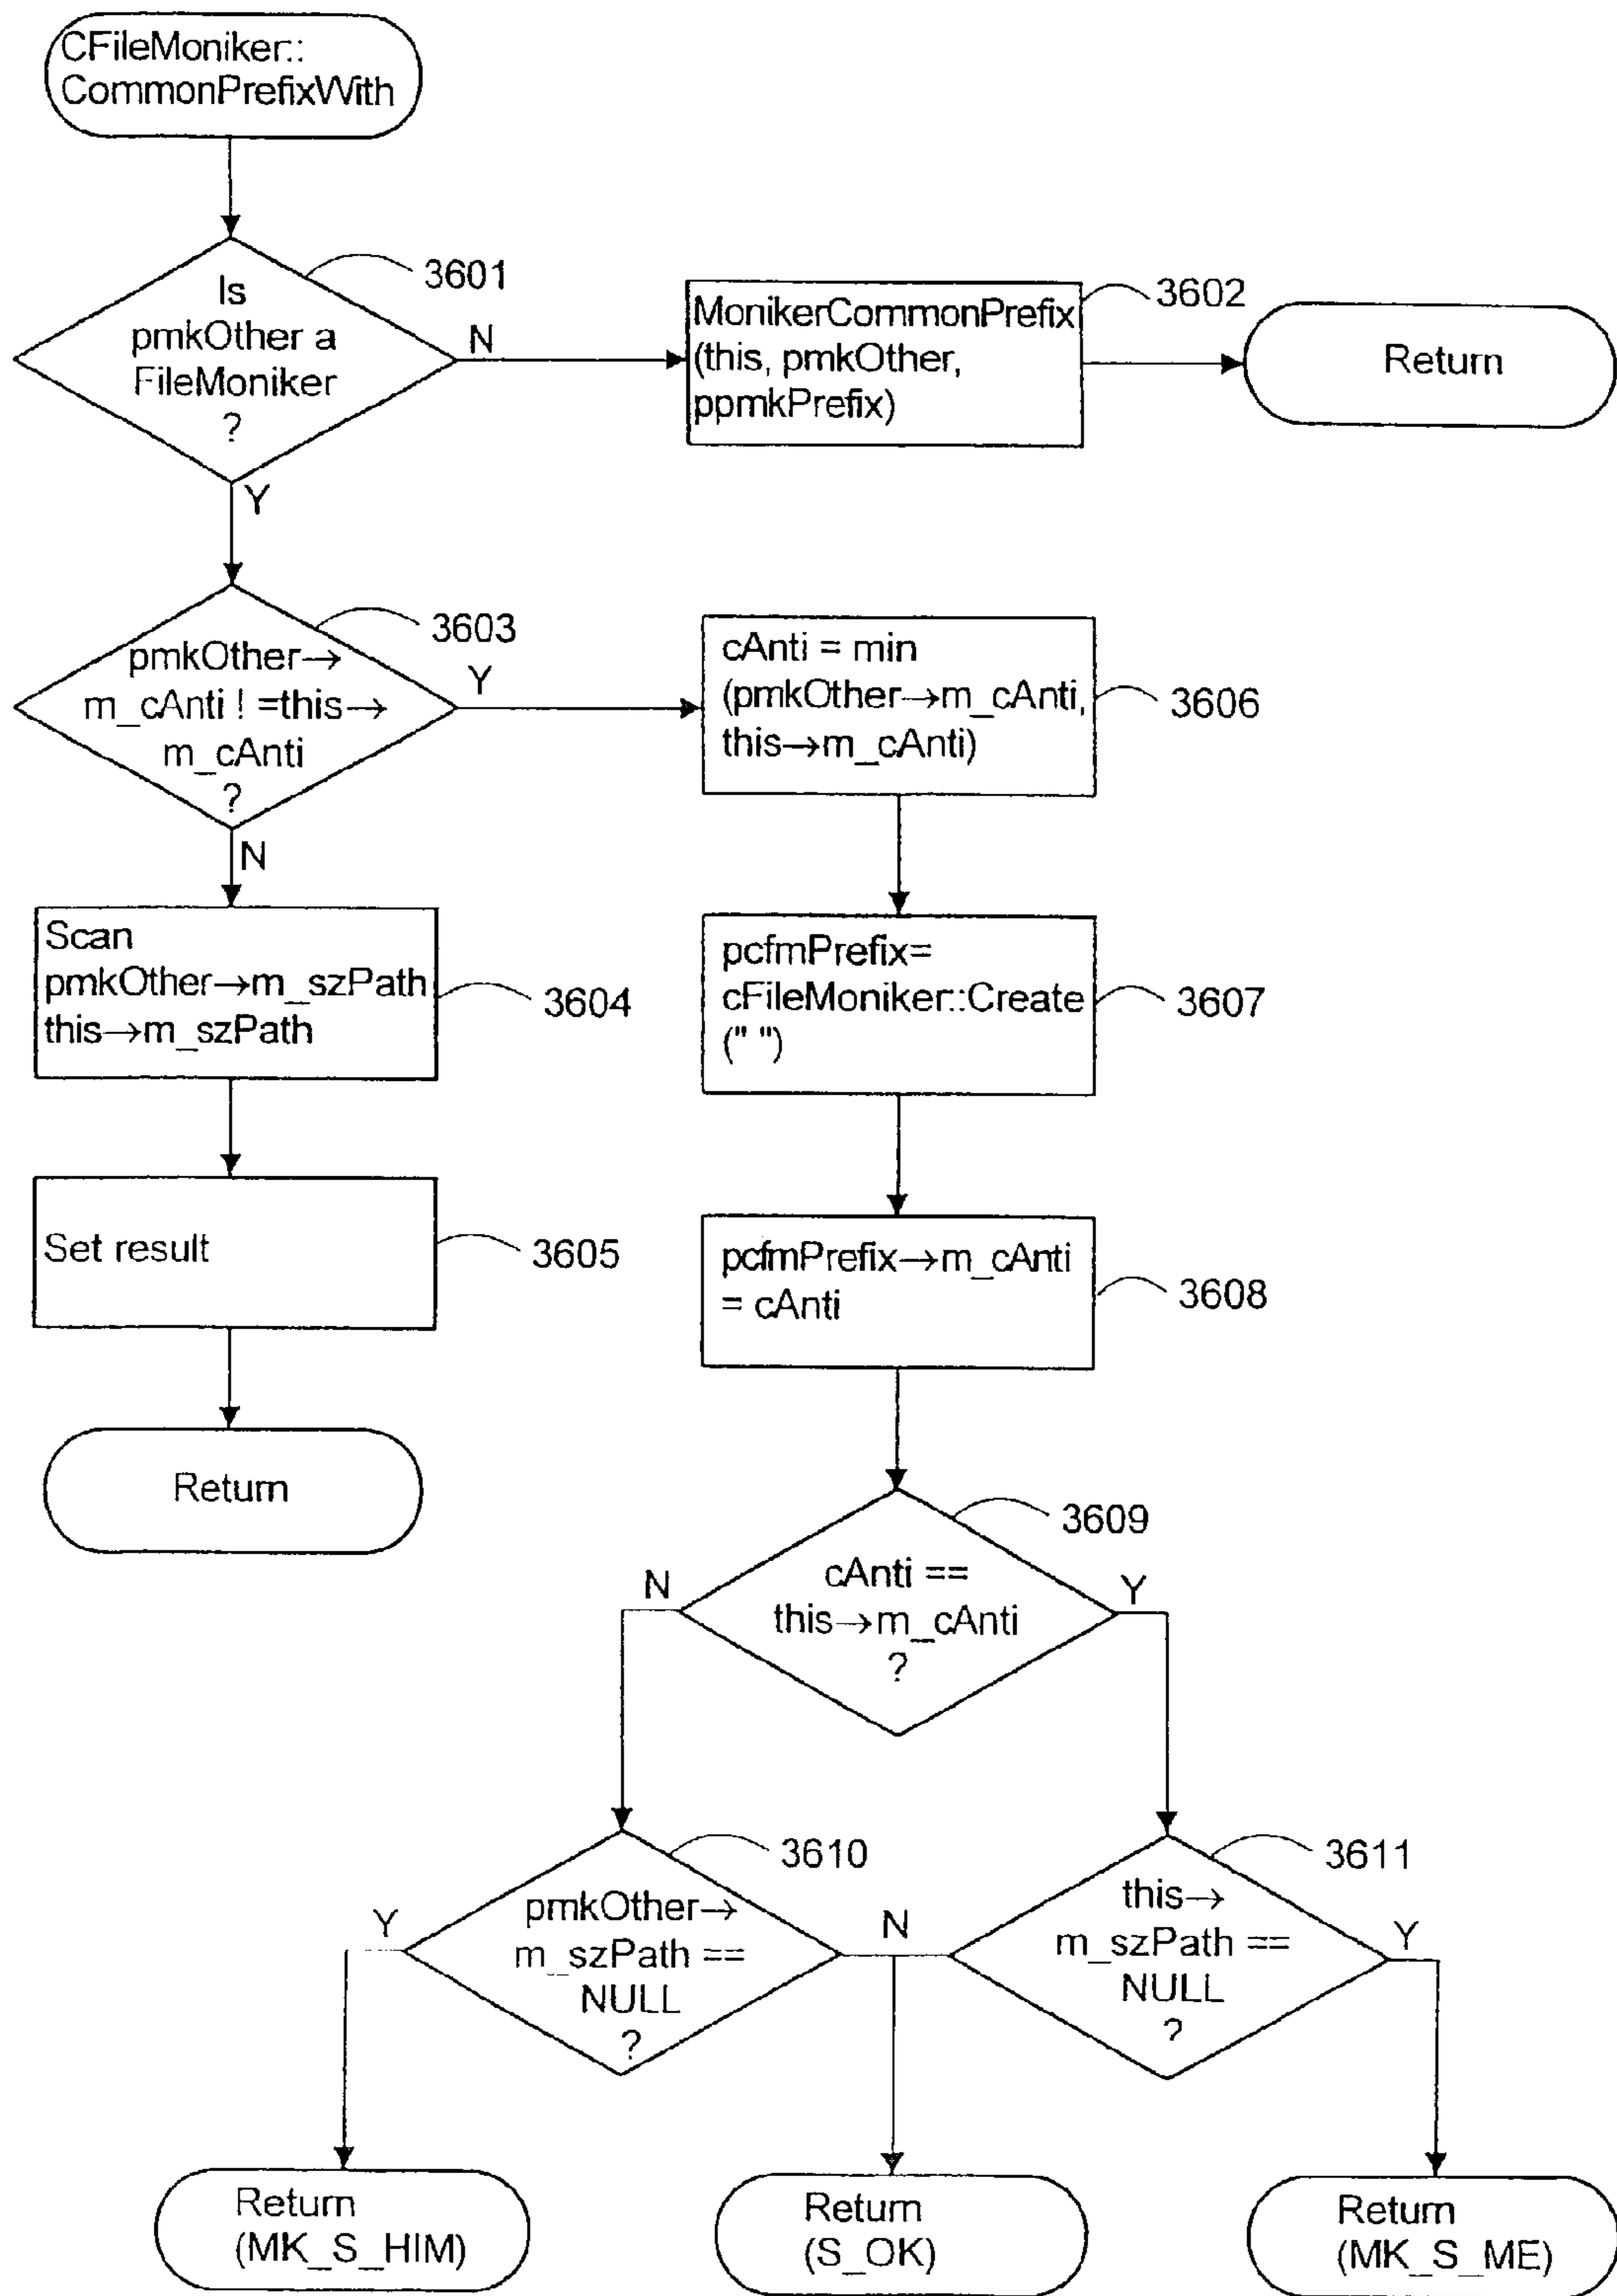 CFileMoniker::
CommonPrefixWith
3601
Is
pmkOther a
FileMoniker
?
N
Y
MonikerCommonPrefix
(this, pmkOther,
ppmkPrefix)
3602
Return
3603
pmkOther→
m_cAnti ! =this→
m_cAnti
?
Y
N
cAnti = min
(pmkOther→m_cAnti,
this→m_cAnti)
3606
Scan
pmkOther→m_szPath
this→m_szPath
3604
pcfmPrefix=
cFileMoniker::Create
(" ")
3607
Set result
3605
pcfmPrefix→m_cAnti
= cAnti
3608
Return
3609
cAnti ==
this→m_cAnti
?
N
Y
3610
pmkOther→
m_szPath ==
NULL
?
Y
N
3611
this→
m_szPath ==
NULL
?
Y
Return
(MK_S_HIM)
Return
(S_OK)
Return
(MK_S_ME)